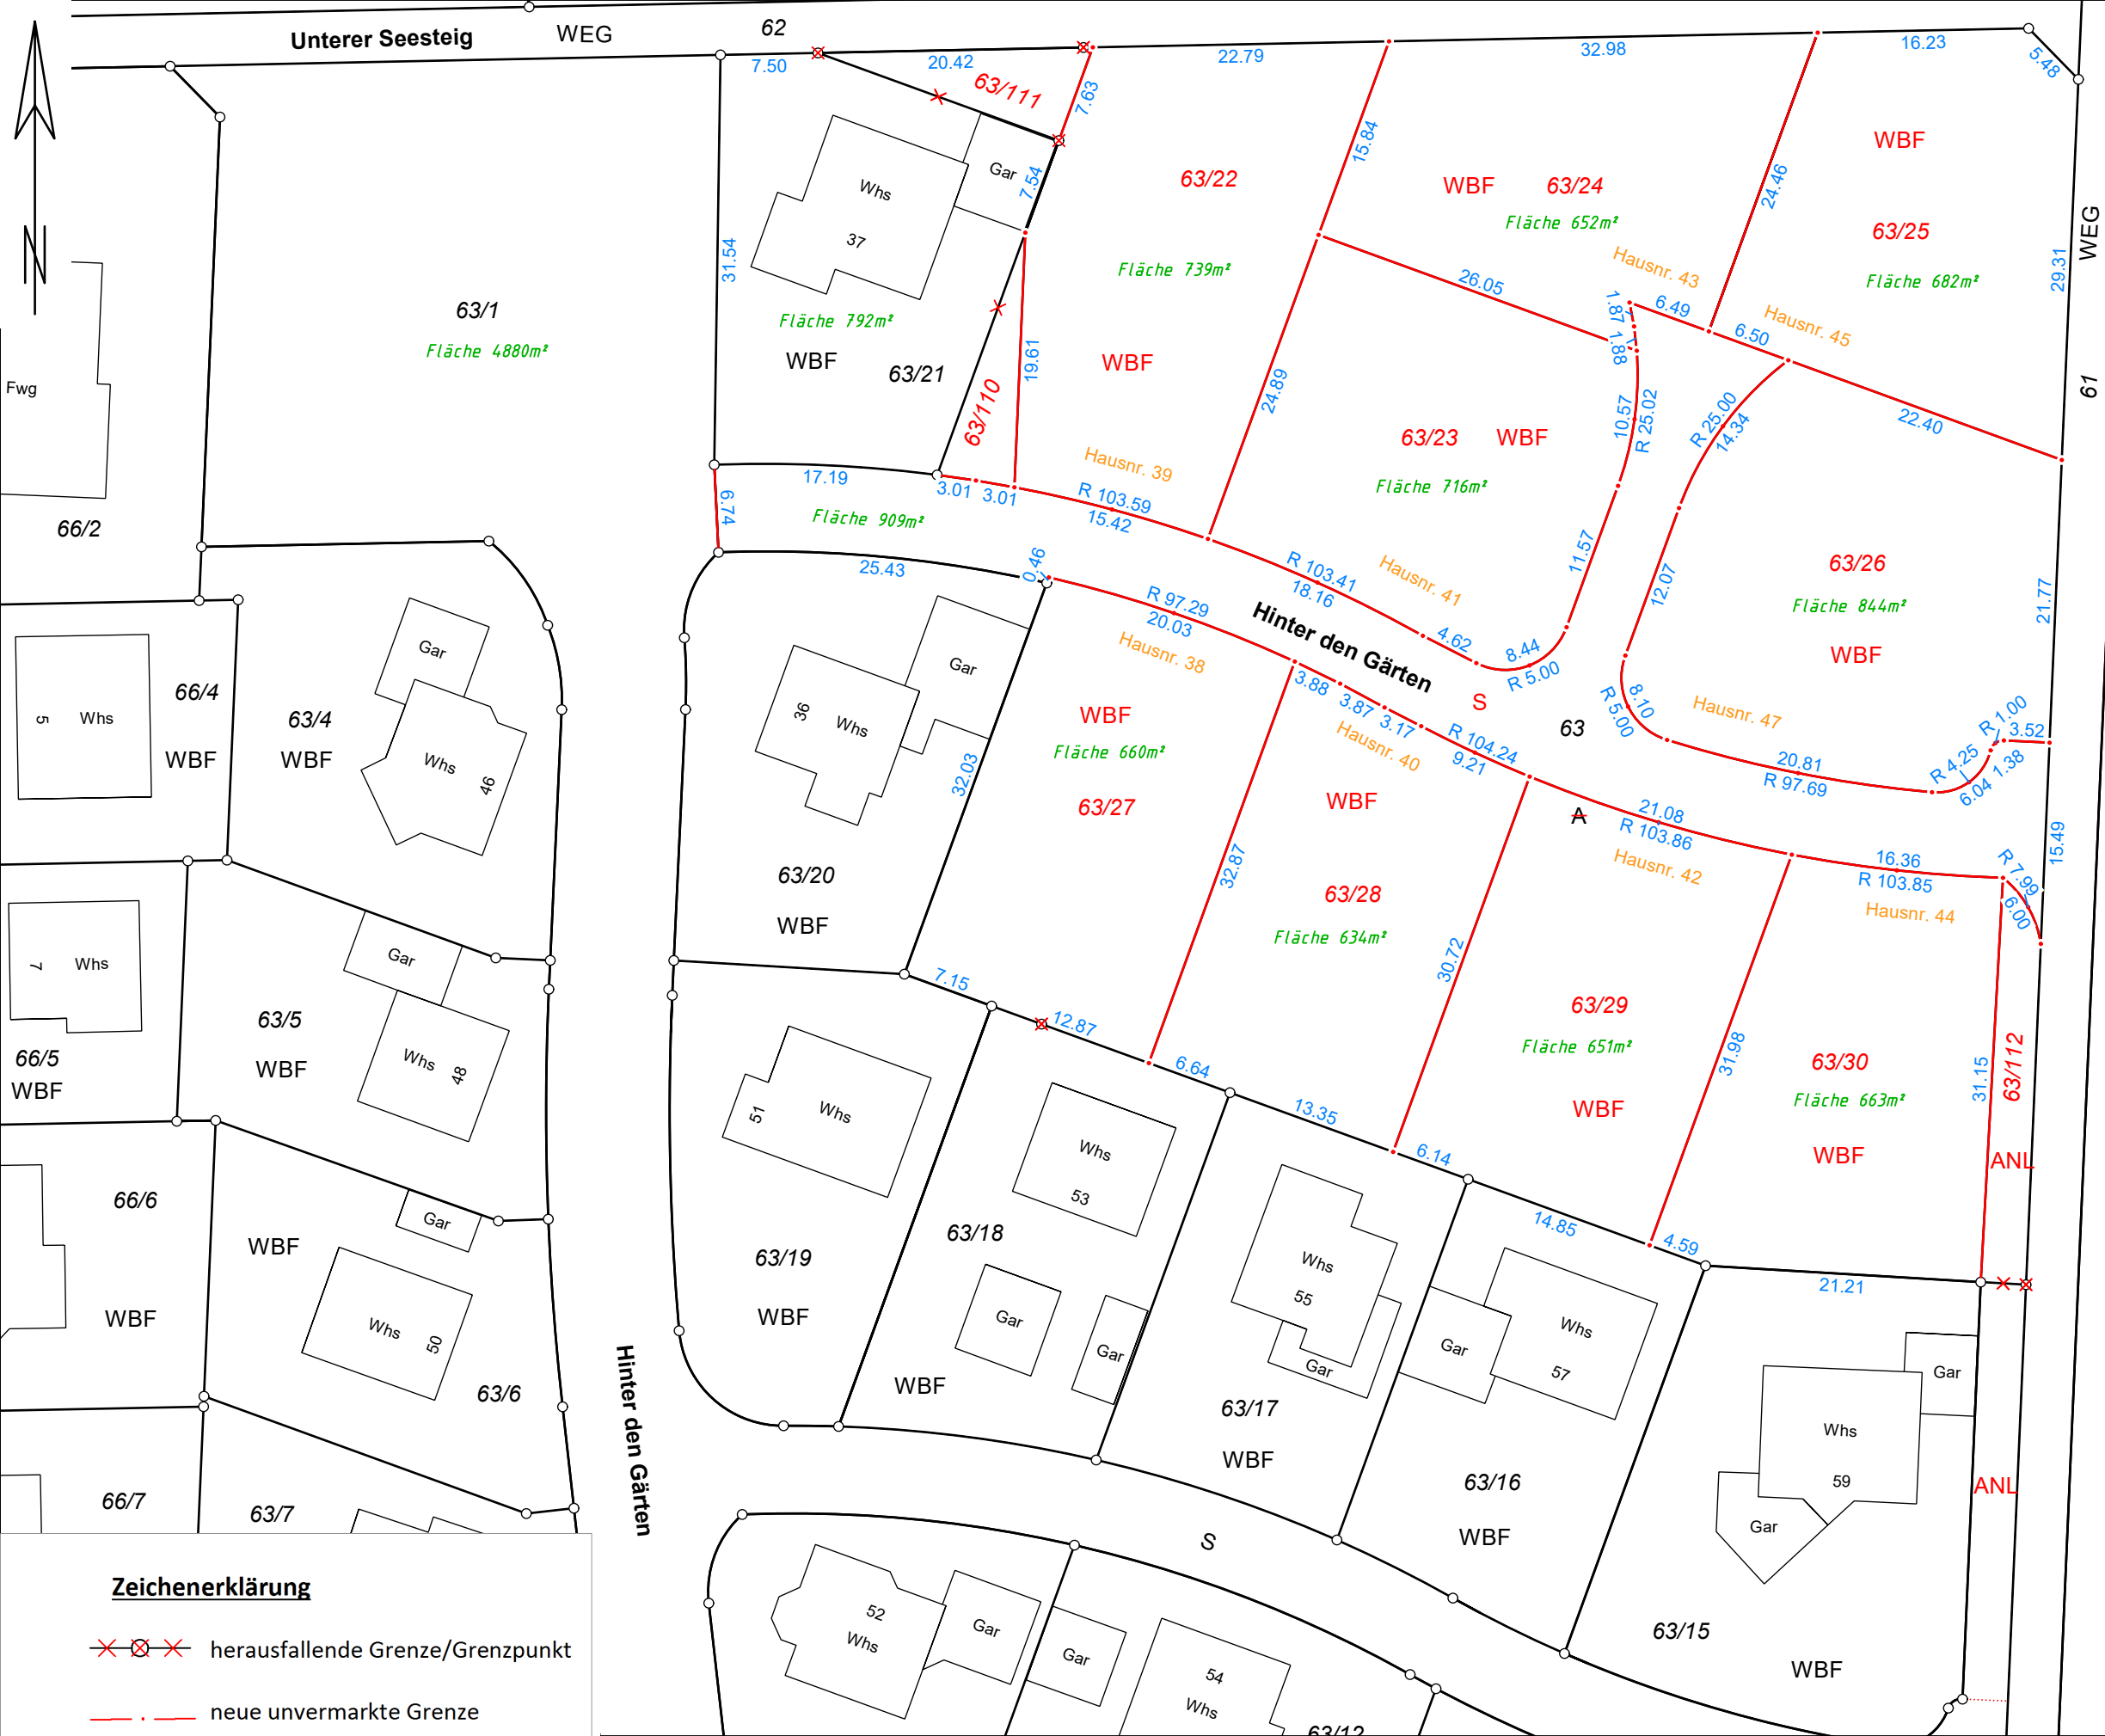 Unterer Seesteig
WEG
62
7.50
20.42
22.79
32.98
16.23
5.48
63/111
7.63
7.54
15.84
24.46
WEG
29.31
61
N
Fwg
66/2
63/1
Fläche 4880m²
31.54
Whs
37
Gar
Fläche 792m²
WBF
63/21
63/110
19.61
63/22
Fläche 739m²
WBF
Hausnr. 39
WBF
63/24
Fläche 652m²
Hausnr. 43
WBF
63/25
Fläche 682m²
Hausnr. 45
26.05
1.87
1.88
6.49
6.50
22.40
24.89
63/23
WBF
Fläche 716m²
10.57
R 25.02
R 25.00
14.34
6.74
17.19
3.01
3.01
R 103.59
15.42
Fläche 909m²
25.43
0.46
R 97.29
20.03
Hausnr. 38
R 103.41
18.16
Hausnr. 41
11.57
12.07
4.62
8.44
R 5.00
Hinter den Gärten
S
63
A
63/26
Fläche 844m²
WBF
21.77
8.10
R 5.00
Hausnr. 47
R 1.00
3.52
R 4.25
6.04
1.38
20.81
R 97.69
15.49
3.88
3.87
3.17
R 104.24
9.21
Hausnr. 40
21.08
R 103.86
Hausnr. 42
16.36
R 103.85
Hausnr. 44
R 7.99
6.00
5
Whs
66/4
WBF
63/4
WBF
Gar
Whs
46
36
Whs
Gar
63/20
WBF
32.03
WBF
Fläche 660m²
63/27
32.87
WBF
63/28
Fläche 634m²
30.72
63/29
Fläche 651m²
WBF
31.98
63/30
Fläche 663m²
WBF
31.15
63/112
ANL
7
Whs
66/5
WBF
63/5
WBF
Gar
Whs
48
7.15
12.87
6.64
13.35
6.14
14.85
4.59
21.21
51
Whs
63/19
WBF
Whs
53
63/18
Gar
Gar
WBF
Whs
55
Gar
63/17
WBF
Gar
Whs
57
63/16
WBF
Gar
Whs
59
Gar
ANL
63/15
WBF
66/6
WBF
WBF
Gar
Whs
50
63/6
66/7
63/7
Hinter den Gärten
S
52
Whs
Gar
Gar
54
Whs
63/12
Zeichenerklärung
herausfallende Grenze/Grenzpunkt
neue unvermarkte Grenze